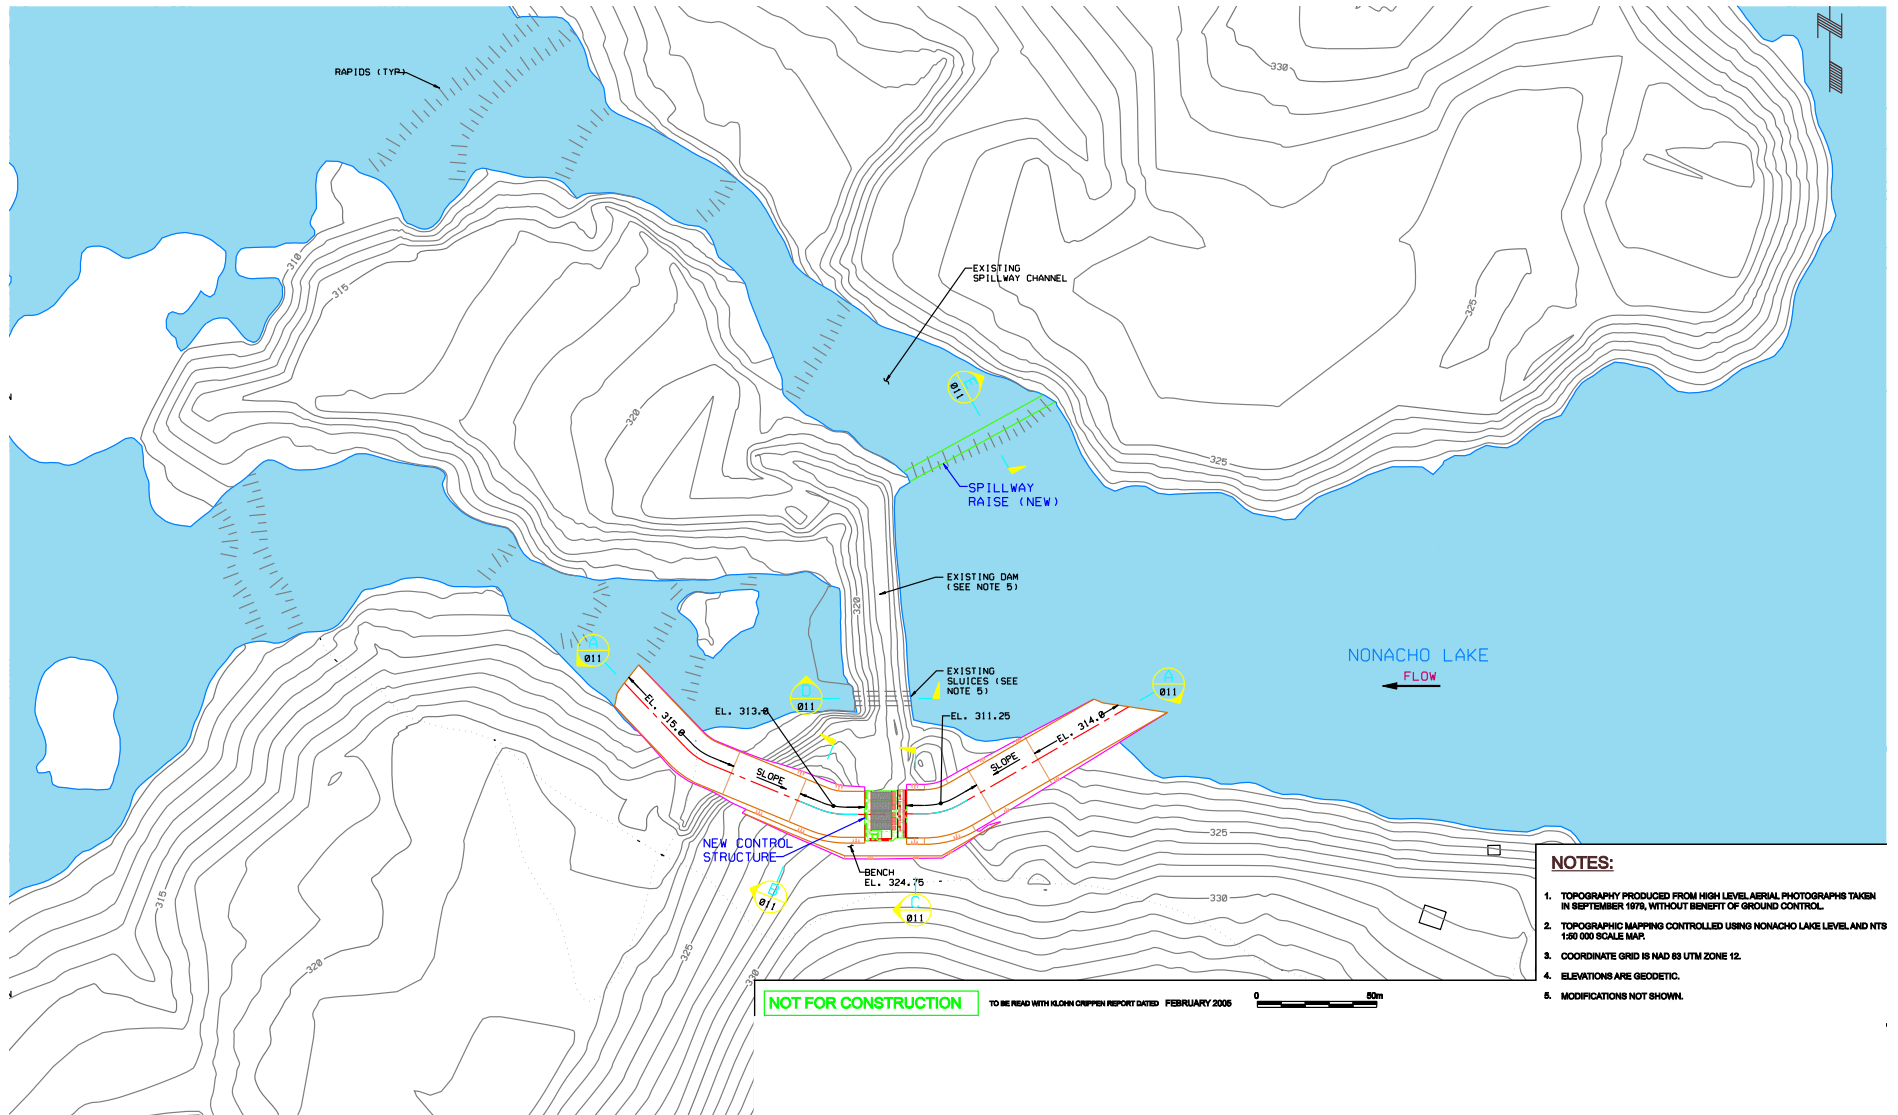 RAPIDS (TYP)
330
310
315
EXISTING
SPILLWAY CHANNEL
325
E
011
320
325
SPILLWAY
RAISE (NEW)
EXISTING DAM
(SEE NOTE 5)
320
A
011
NONACHO LAKE
FLOW
EXISTING
SLUICES (SEE
NOTE 5)
D
011
A
011
EL. 315.0
EL. 313.0
EL. 311.25
EL. 314.0
SLOPE
SLOPE
325
NEW CONTROL
STRUCTURE
BENCH
EL. 324.75
B
011
C
011
330
315
320
325
330
NOTES:
1. TOPOGRAPHY PRODUCED FROM HIGH LEVEL AERIAL PHOTOGRAPHS TAKEN
IN SEPTEMBER 1979, WITHOUT BENEFIT OF GROUND CONTROL.
2. TOPOGRAPHIC MAPPING CONTROLLED USING NONACHO LAKE LEVEL AND NTS
1:50 000 SCALE MAP.
3. COORDINATE GRID IS NAD 83 UTM ZONE 12.
4. ELEVATIONS ARE GEODETIC.
5. MODIFICATIONS NOT SHOWN.
NOT FOR CONSTRUCTION
TO BE READ WITH KLOHN CRIPPEN REPORT DATED FEBRUARY 2005
0 50m